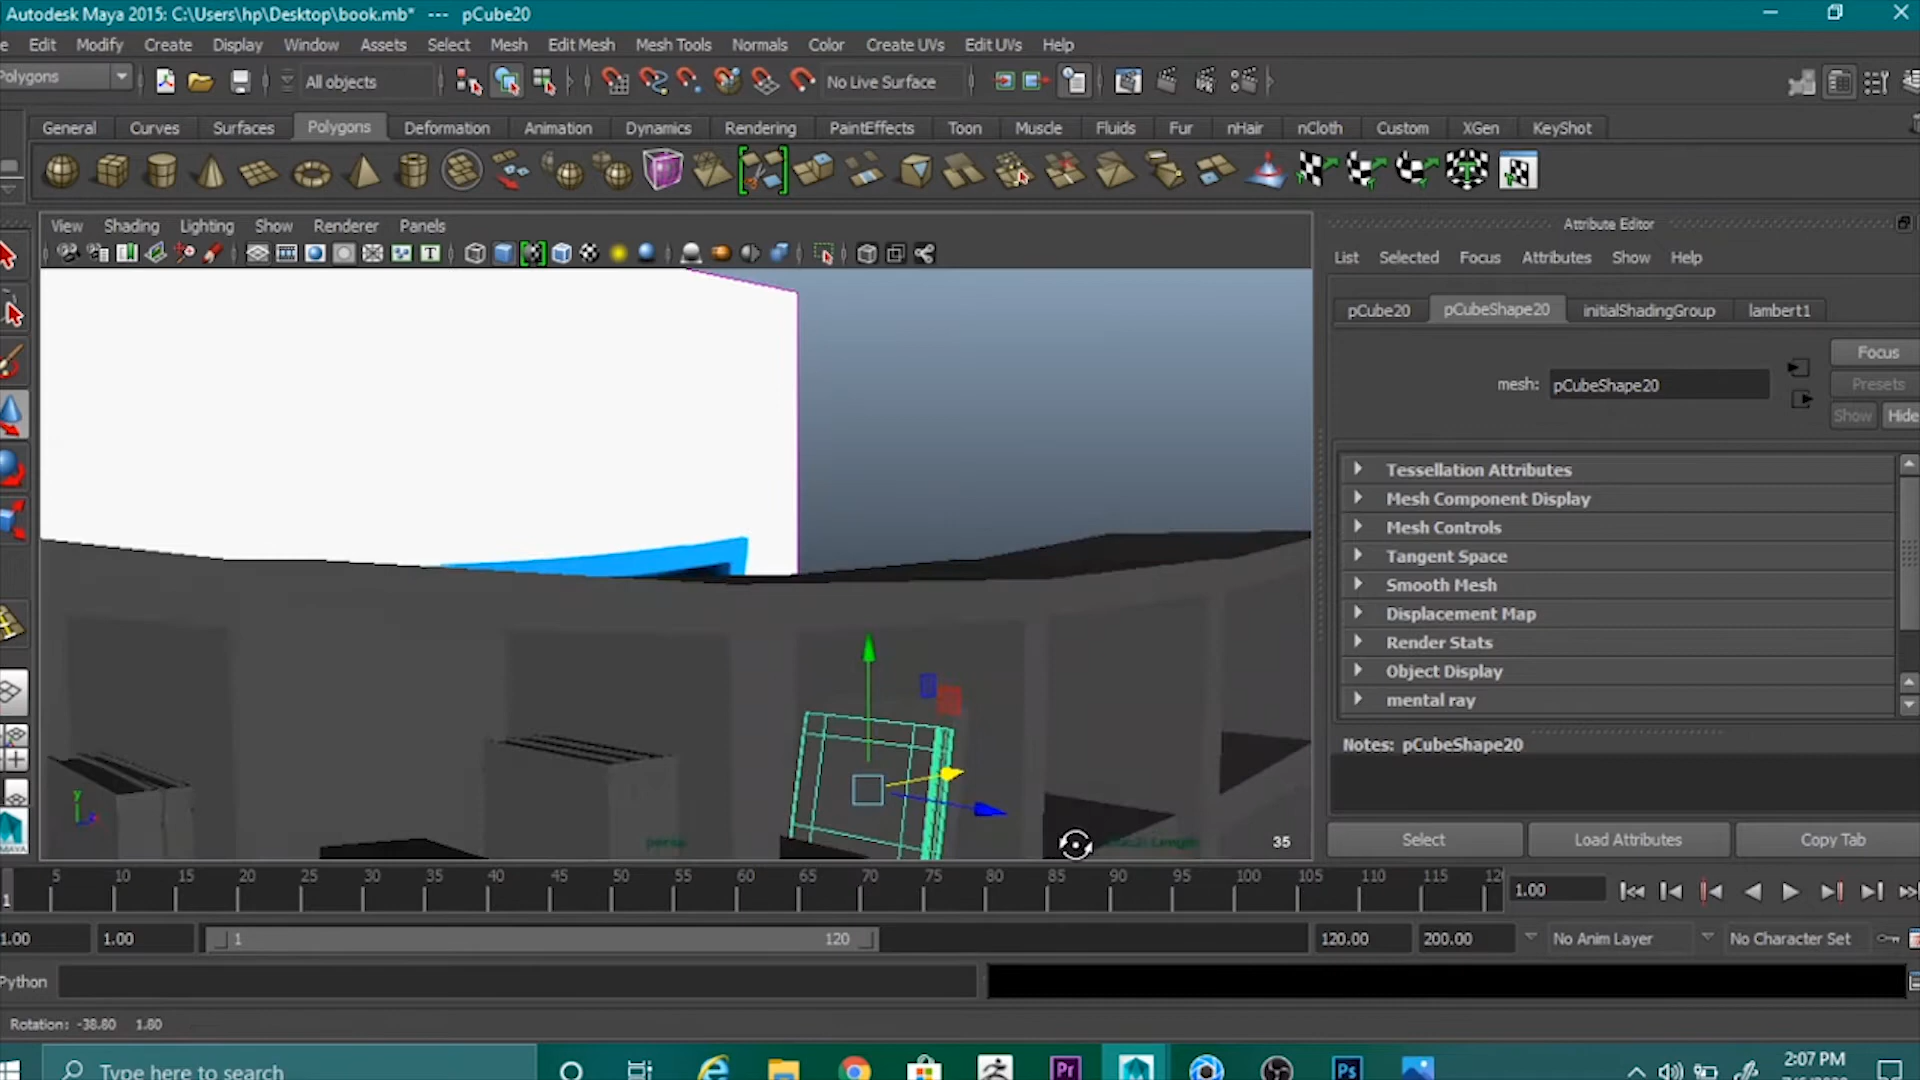 Autodesk Maya 2015: C:\Users\hp\Desktop\book.mb* --- pCube20
Edit Modify Create Display Window Assets Select Mesh Edit Mesh Mesh Tools Normals Color Create UVs Edit UVs Help
Polygons All objects No Live Surface
General Curves Surfaces Polygons Deformation Animation Dynamics Rendering PaintEffects Toon Muscle Fluids Fur nHair nCloth Custom XGen KeyShot
View Shading Lighting Show Renderer Panels
Attribute Editor
List Selected Focus Attributes Show Help
pCube20 pCubeShape20 initialShadingGroup lambert1
Focus
mesh: pCubeShape20
Presets
Show Hide
Tessellation Attributes
Mesh Component Display
Mesh Controls
Tangent Space
Smooth Mesh
Displacement Map
Render Stats
Object Display
mental ray
Notes: pCubeShape20
y
z
persp
Length
35
Select Load Attributes Copy Tab
MAYA
5 10 15 20 25 30 35 40 45 50 55 60 65 70 75 80 85 90 95 100 105 110 115 12
1
1.00
1.00 1.00 1 120 120.00 200.00 No Anim Layer No Character Set
Python
Rotation: -38.80 1.80
Type here to search
Pr
Ps
2:07 PM